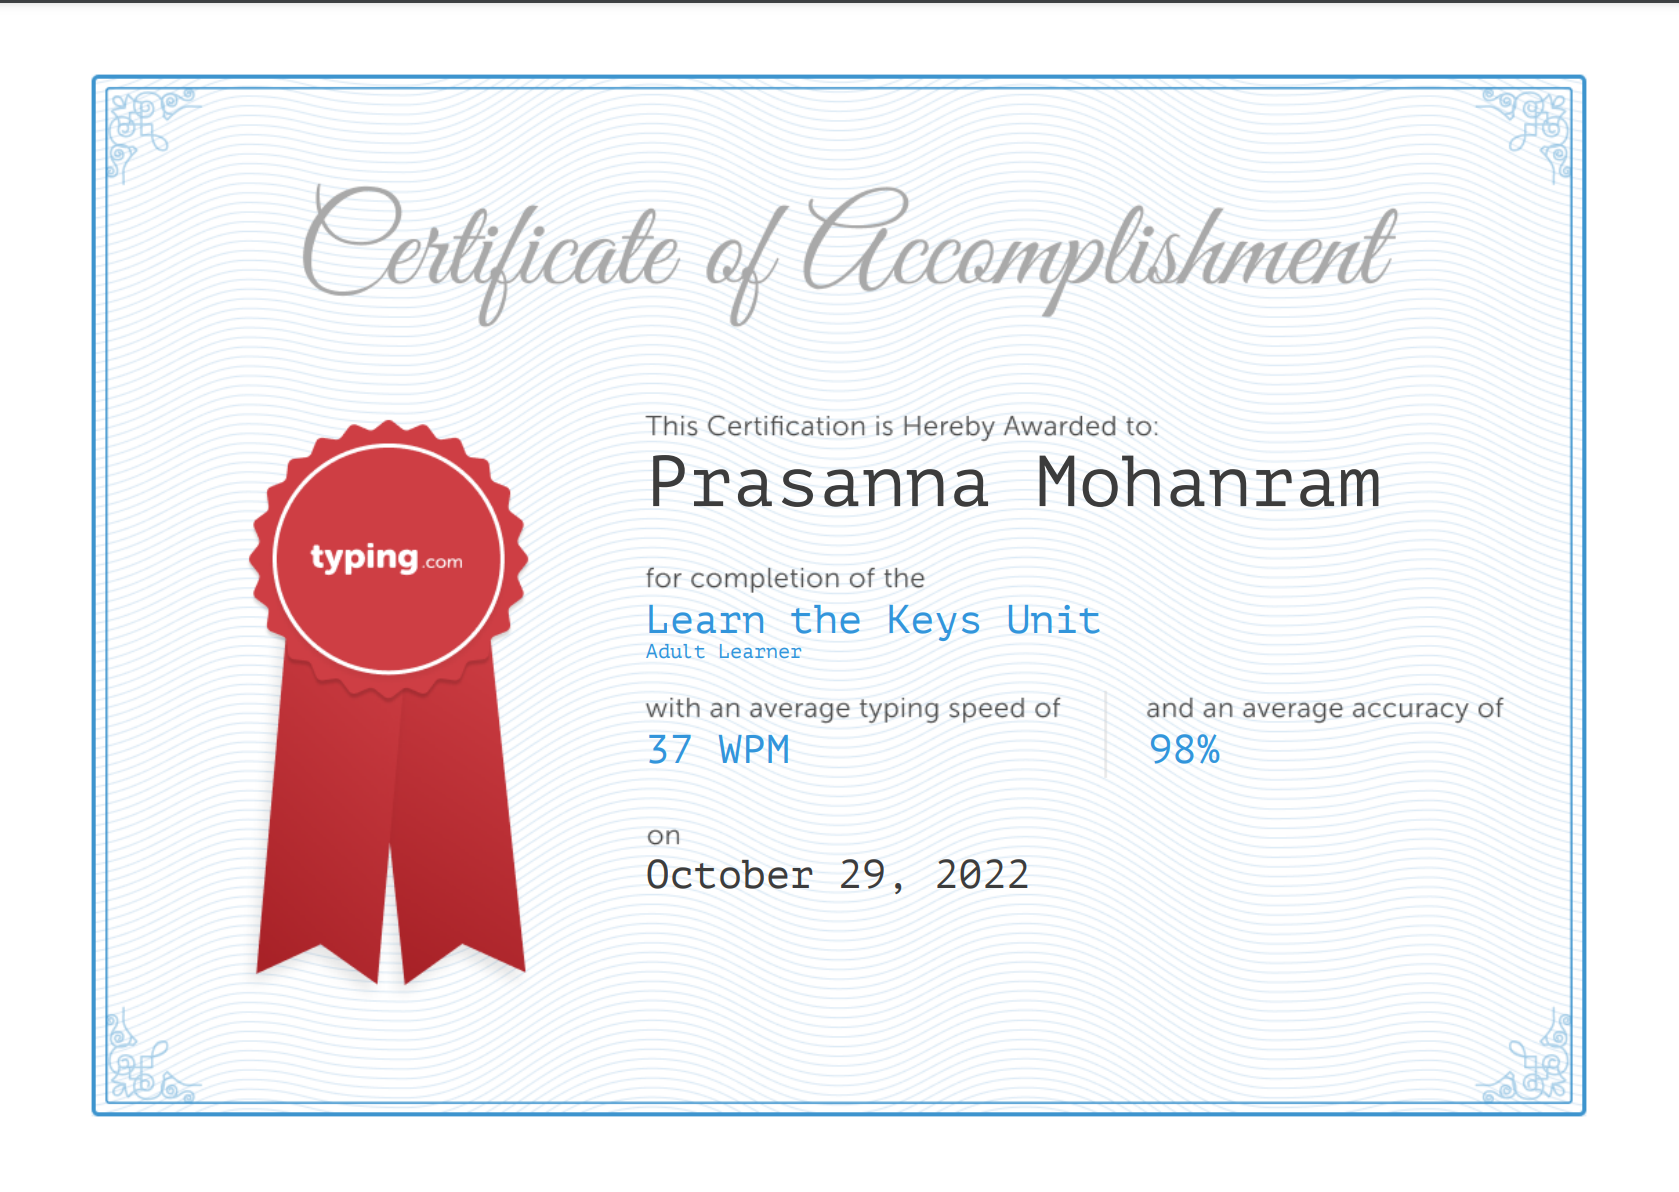 Certificate of Accomplishment
This Certification is Hereby Awarded to:
Prasanna Mohanram
typing.com
for completion of the
Learn the Keys Unit
Adult Learner
with an average typing speed of
37 WPM
and an average accuracy of
98%
on
October 29, 2022